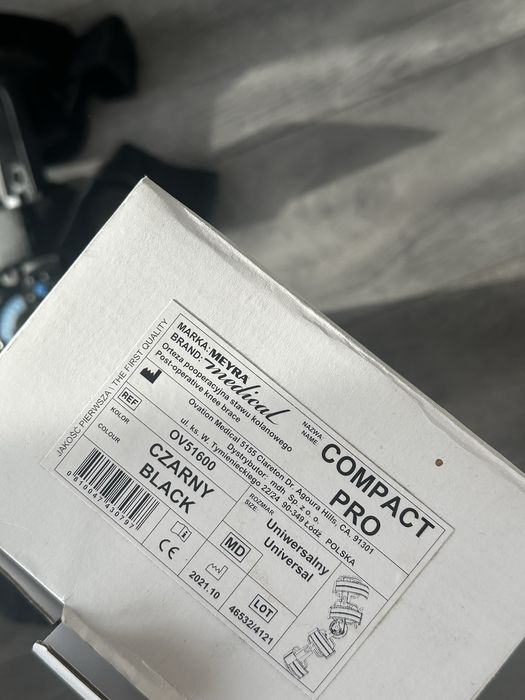 JAKOŚĆ PIERWSZA \ THE FIRST QUALITY
MARKA:
BRAND: MEYRA medical
Orteza pooperacyjna stawu kolanowego
Post-operative knee brace
NAZWA:
NAME: COMPACT PRO
Ovation Medical 5155 Clareton Dr. Agoura Hills, CA. 91301
Dystrybutor: mdh Sp. z o. o.
ul. ks. W. Tymienieckiego 22/24 90-349 Łódź POLSKA
REF OV51600
KOLOR
COLOUR
CZARNY
BLACK
ROZMIAR
SIZE:
Uniwersalny
Universal
CE
MD
2021.10
LOT
46532/4121